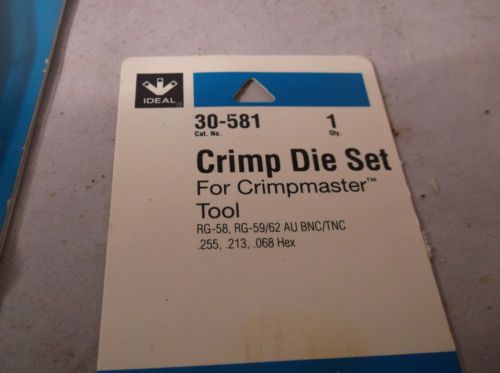 IDEAL
30-581 1
Cat. No. Qty.
Crimp Die Set
For Crimpmaster™
Tool
RG-58, RG-59/62 AU BNC/TNC
.255, .213, .068 Hex